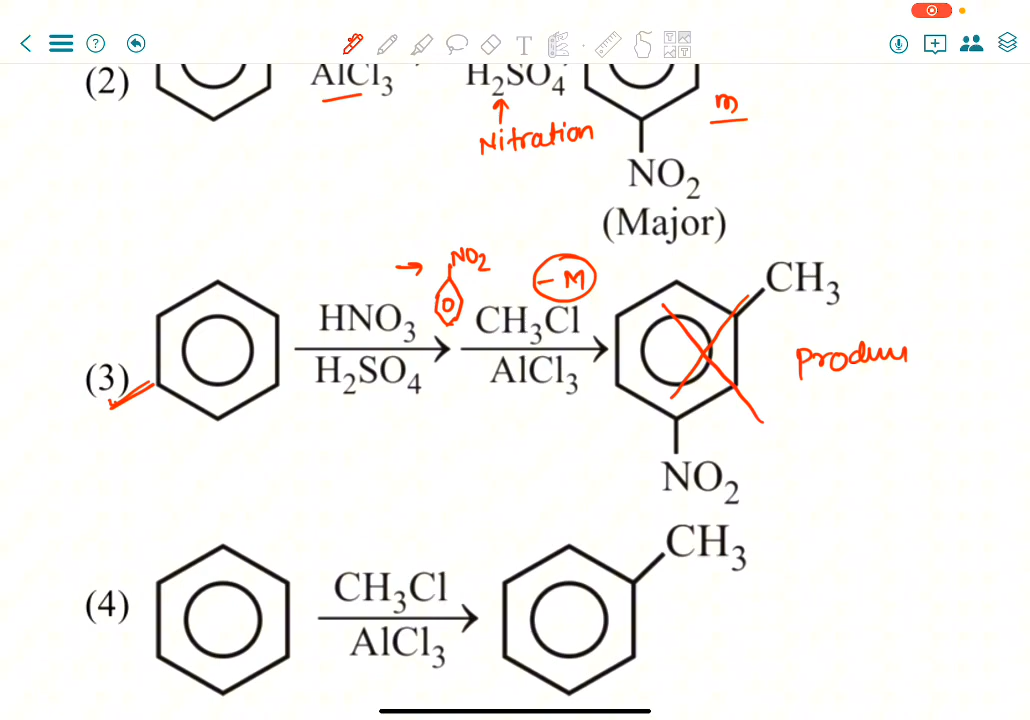 T
(2)
AlCl3
H2SO4
m
Nitration
NO2
(Major)
NO2
– M
CH3
HNO3
CH3Cl
(3)
H2SO4
AlCl3
NO2
CH3
(4)
CH3Cl
AlCl3